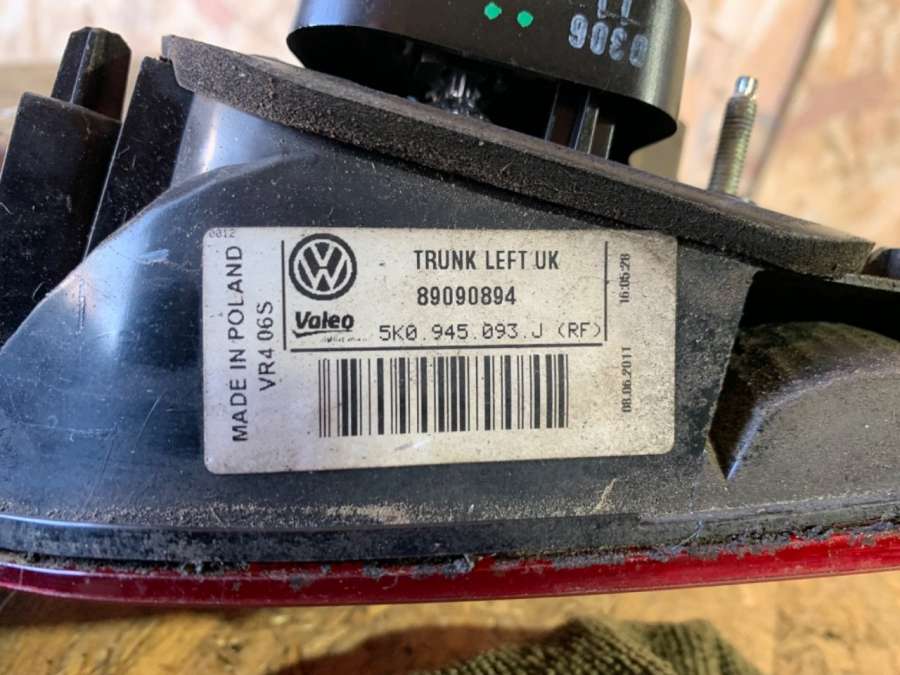 11
0306
0012
MADE IN POLAND
VR4 06S
TRUNK LEFT UK
89090894
Valeo
5K0.945.093.J (RF)
16:05:28
08.06.2011